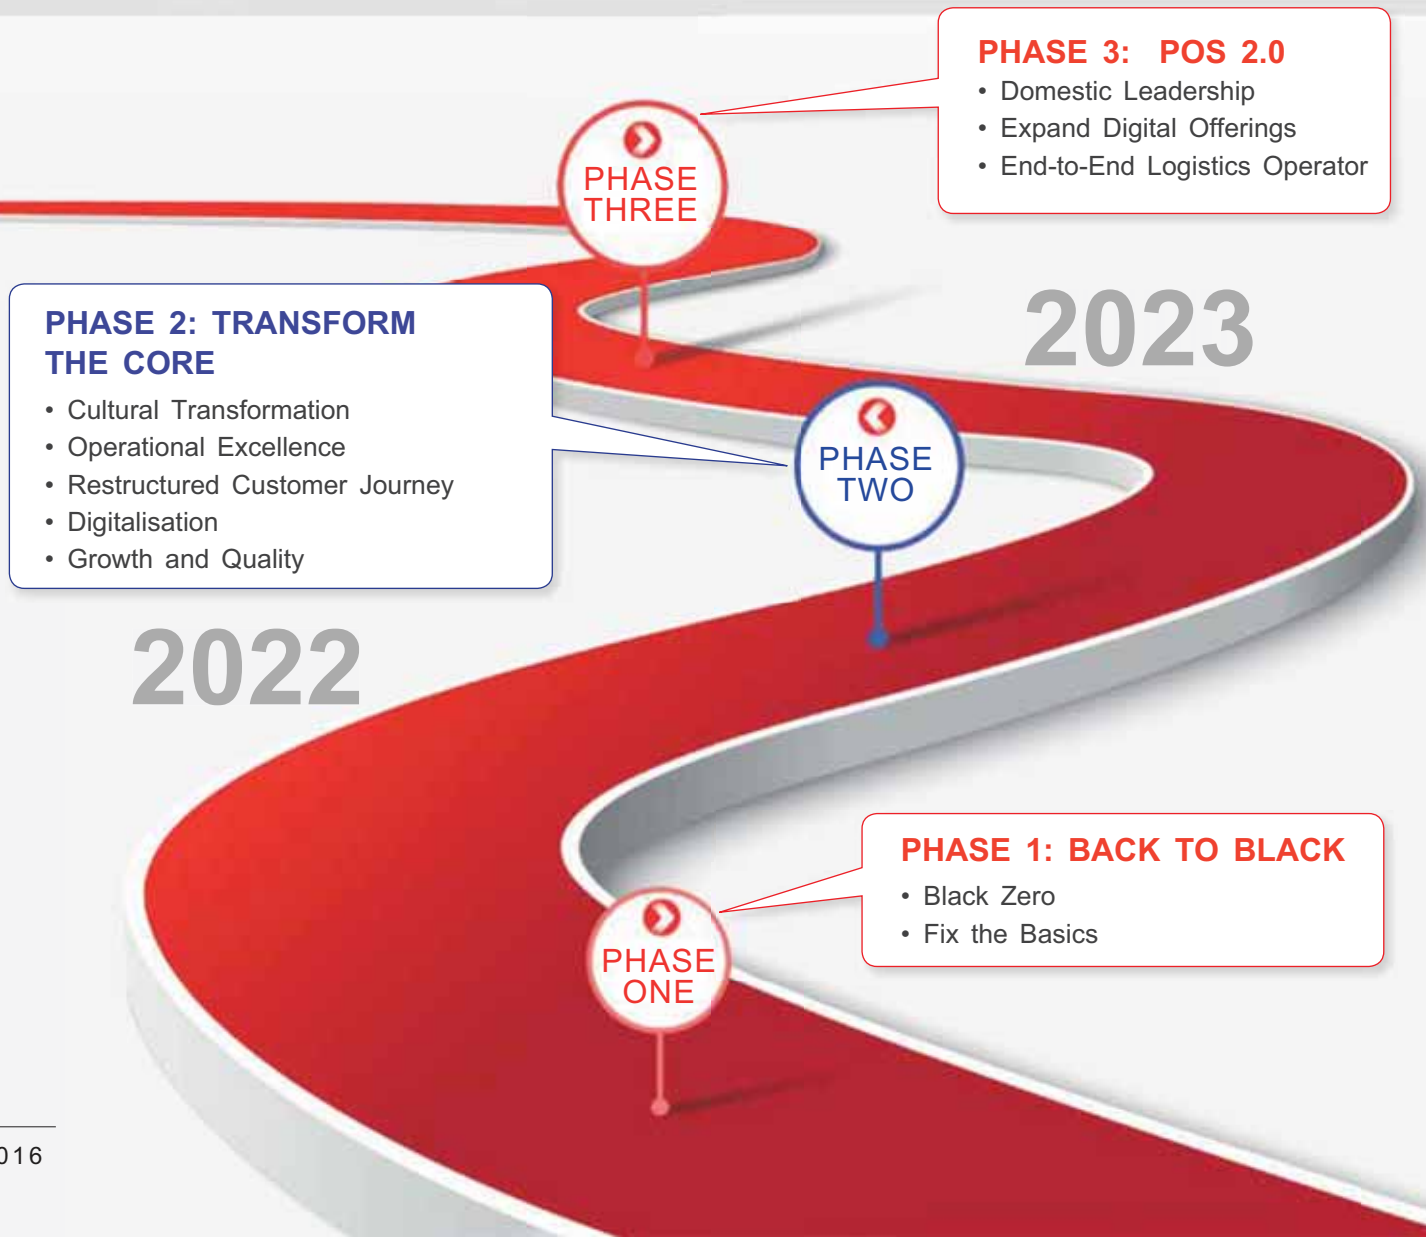 PHASE 3: POS 2.0
• Domestic Leadership
• Expand Digital Offerings
• End-to-End Logistics Operator
PHASE
THREE
2023
PHASE 2: TRANSFORM
THE CORE
• Cultural Transformation
• Operational Excellence
• Restructured Customer Journey
• Digitalisation
• Growth and Quality
PHASE
TWO
2022
PHASE 1: BACK TO BLACK
• Black Zero
• Fix the Basics
PHASE
ONE
016